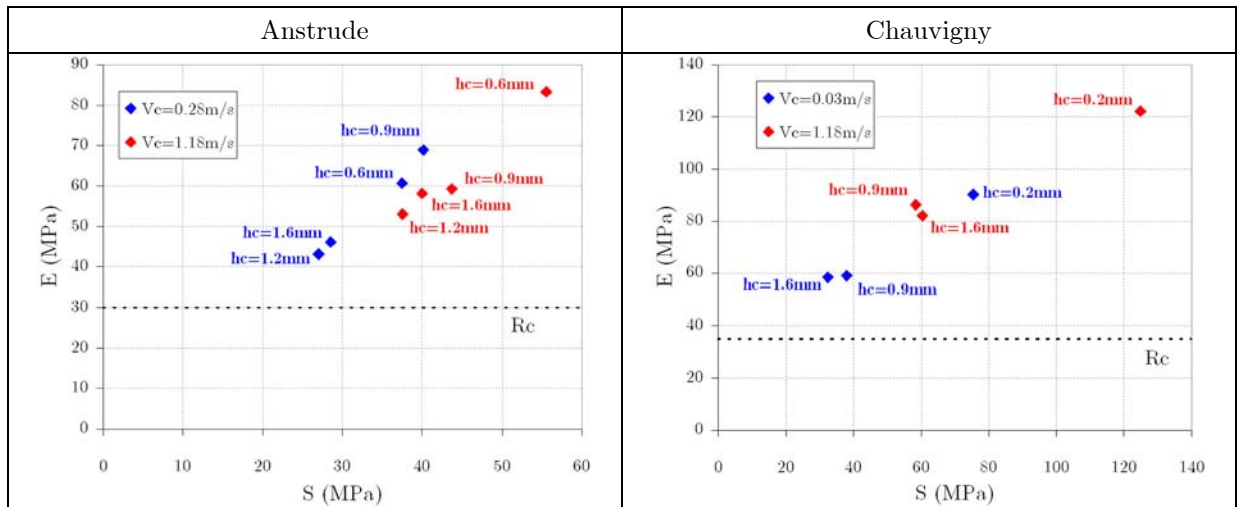 Anstrude
Chauvigny
90
80
70
60
50
40
30
20
10
0
E (MPa)
Vc=0.28m/s
Vc=1.18m/s
hc=0.6mm
hc=0.9mm
hc=0.6mm
hc=0.9mm
hc=1.6mm
hc=1.2mm
hc=1.6mm
hc=1.2mm
Rc
0 10 20 30 40 50 60
S (MPa)
140
120
100
80
60
40
20
0
E (MPa)
Vc=0.03m/s
Vc=1.18m/s
hc=0.2mm
hc=0.9mm
hc=0.2mm
hc=1.6mm
hc=1.6mm
hc=0.9mm
Rc
0 20 40 60 80 100 120 140
S (MPa)